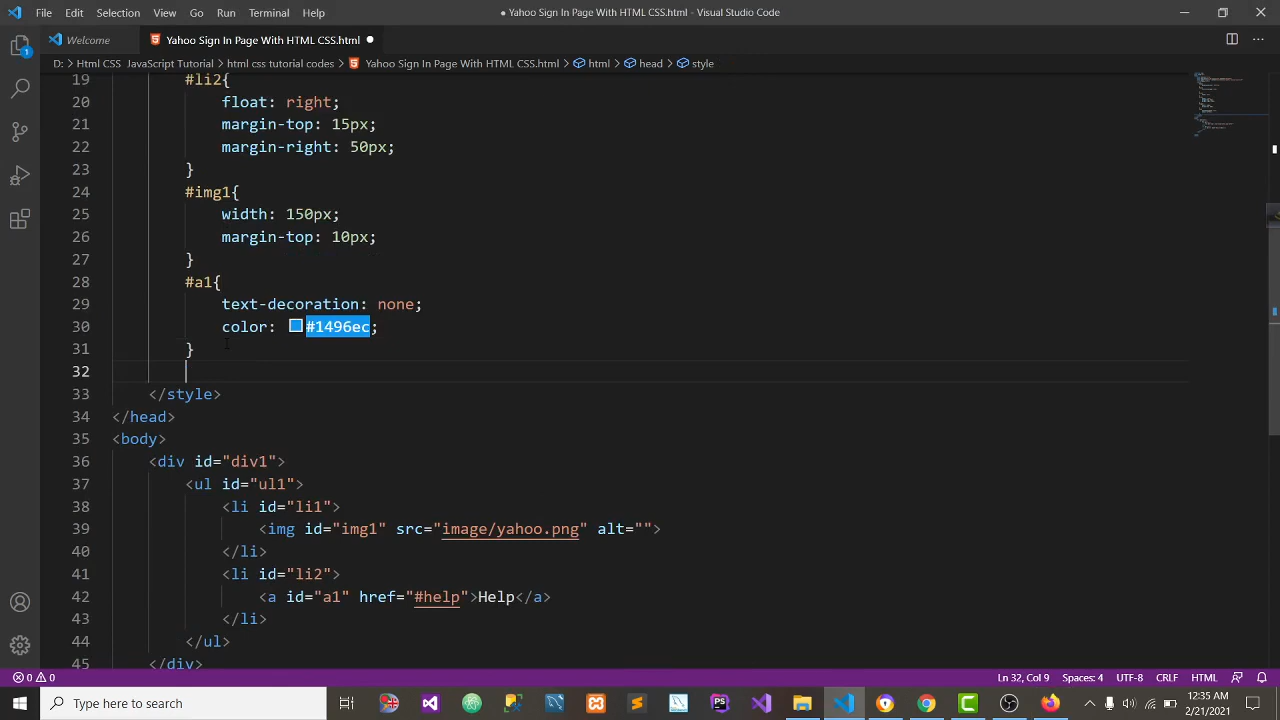 File Edit Selection View Go Run Terminal Help ● Yahoo Sign In Page With HTML CSS.html - Visual Studio Code
Welcome Yahoo Sign In Page With HTML CSS.html ●
D: > Html CSS JavaScript Tutorial > html css tutorial codes > Yahoo Sign In Page With HTML CSS.html > html > head > style
19 #li2{
20 float: right;
21 margin-top: 15px;
22 margin-right: 50px;
23 }
24 #img1{
25 width: 150px;
26 margin-top: 10px;
27 }
28 #a1{
29 text-decoration: none;
30 color: #1496ec;
31 }
32
33 </style>
34 </head>
35 <body>
36 <div id="div1">
37 <ul id="ul1">
38 <li id="li1">
39 <img id="img1" src="image/yahoo.png" alt="">
40 </li>
41 <li id="li2">
42 <a id="a1" href="#help">Help</a>
43 </li>
44 </ul>
45 </div>
0 0 Ln 32, Col 9 Spaces: 4 UTF-8 CRLF HTML
Type here to search
12:35 AM
2/21/2021